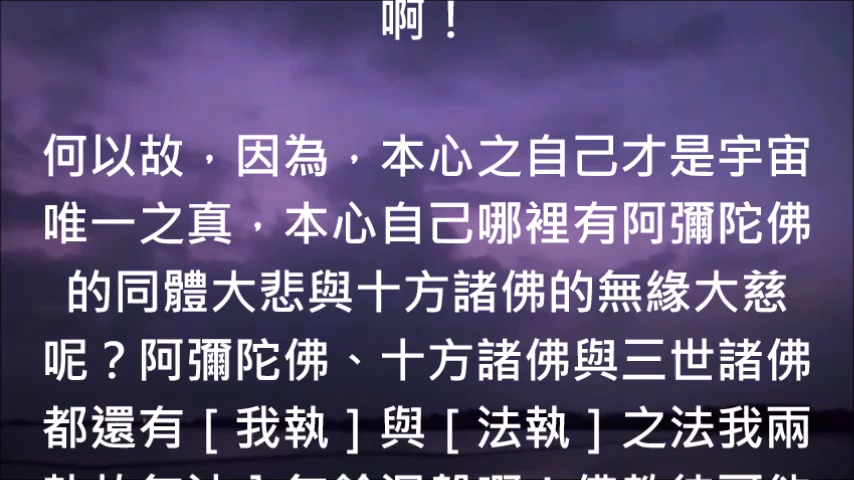 啊！
何以故，因為，本心之自己才是宇宙
唯一之真，本心自己哪裡有阿彌陀佛
的同體大悲與十方諸佛的無緣大慈
呢？阿彌陀佛、十方諸佛與三世諸佛
都還有［我執］與［法執］之法我兩